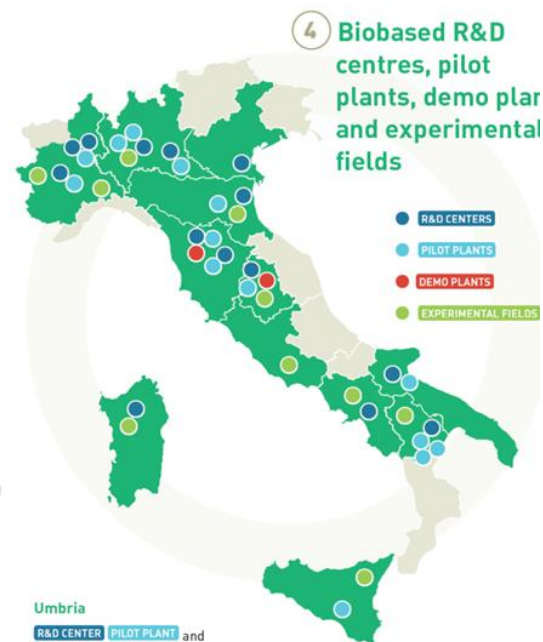 4 Biobased R&D
centres, pilot
plants, demo plan
and experimental
fields
R&D CENTERS
PILOT PLANTS
DEMO PLANTS
EXPERIMENTAL FIELDS
Umbria
R&D CENTER PILOT PLANT and